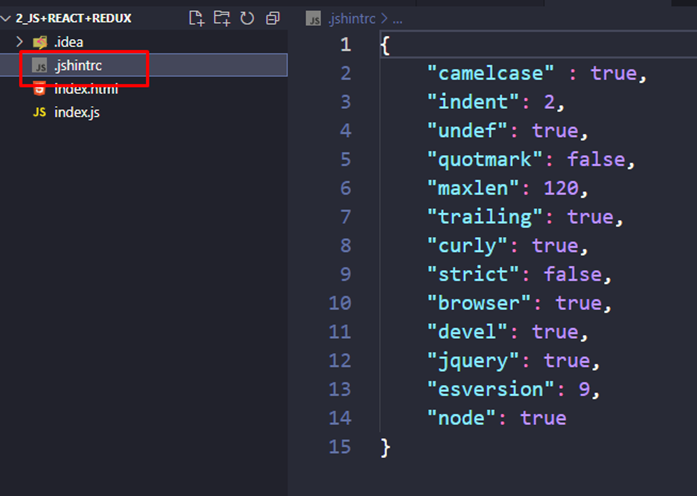 2_JS+REACT+REDUX
.idea
JS .jshintrc
index.html
JS index.js
JS .jshintrc > ...
1 {
2 "camelcase" : true,
3 "indent": 2,
4 "undef": true,
5 "quotmark": false,
6 "maxlen": 120,
7 "trailing": true,
8 "curly": true,
9 "strict": false,
10 "browser": true,
11 "devel": true,
12 "jquery": true,
13 "esversion": 9,
14 "node": true
15 }